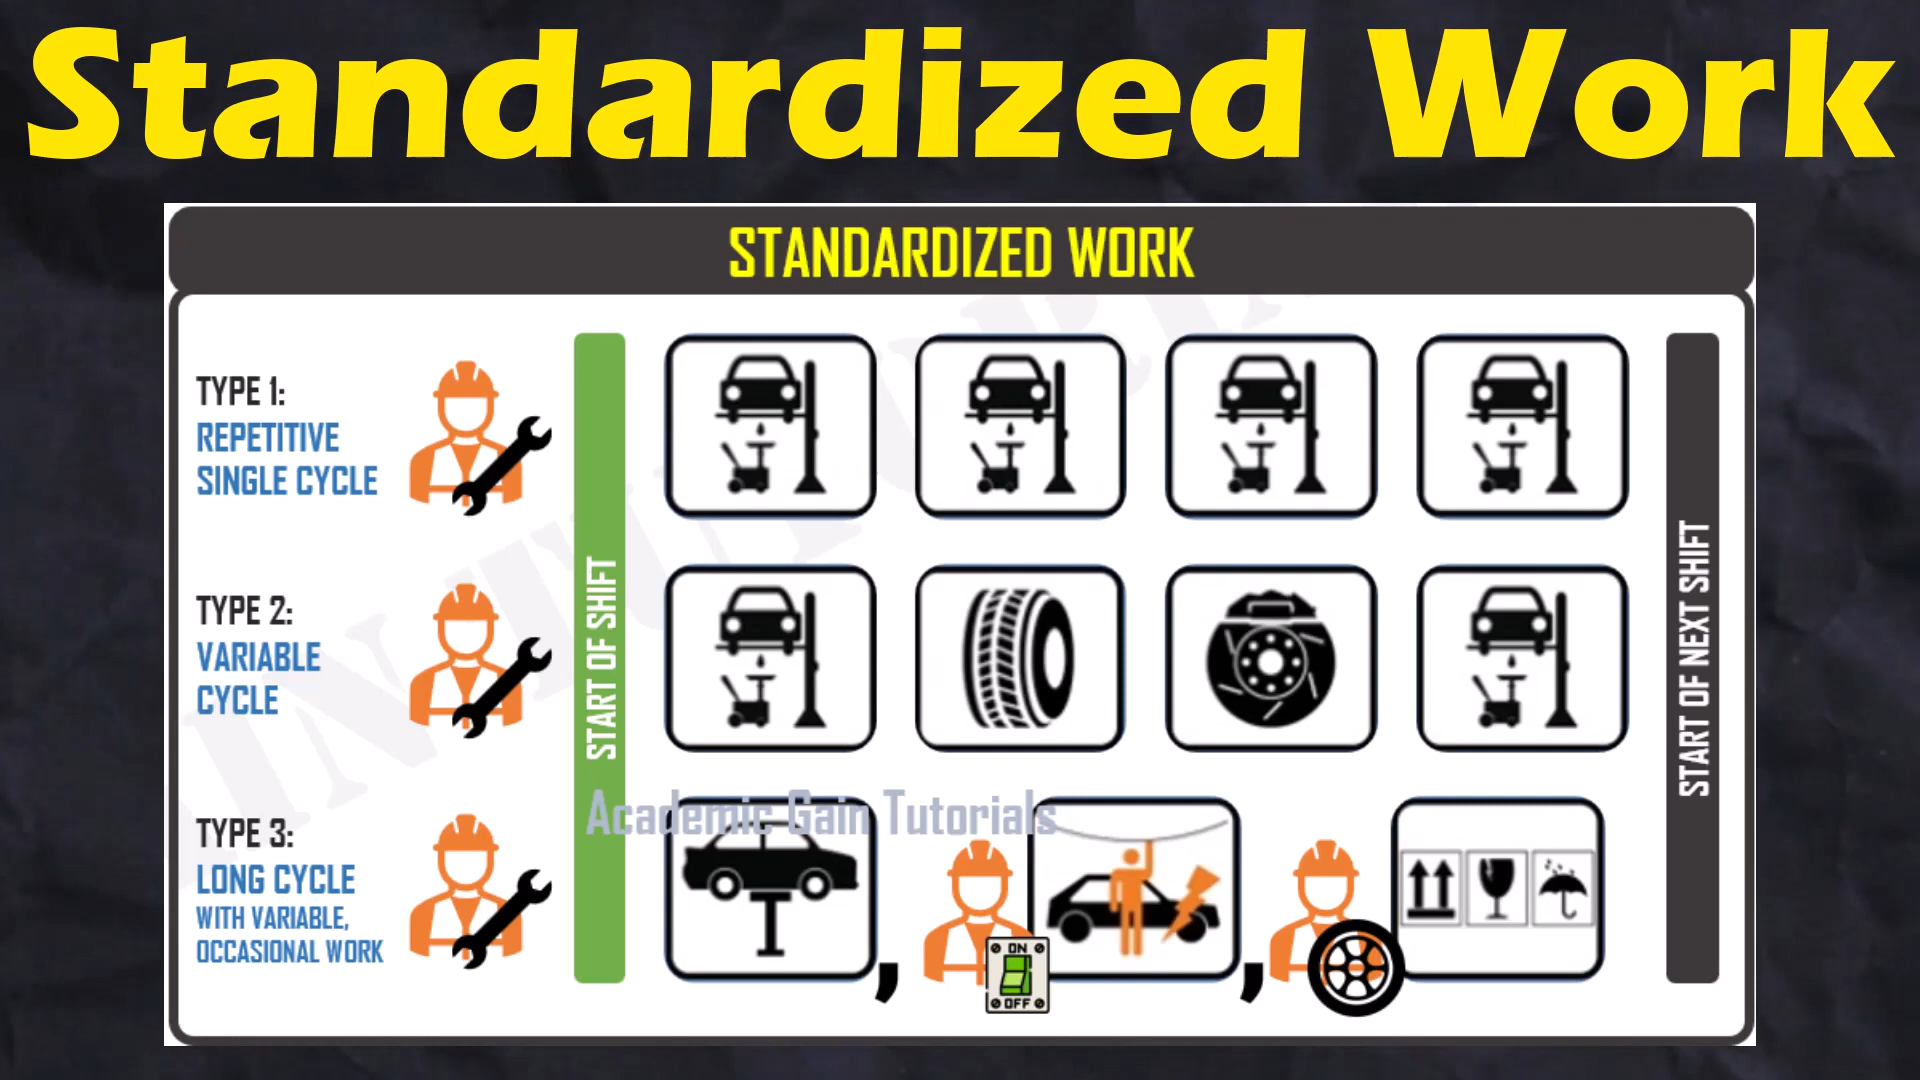 Standardized Work
STANDARDIZED WORK
TYPE 1:
REPETITIVE
SINGLE CYCLE
START OF SHIFT
START OF NEXT SHIFT
TYPE 2:
VARIABLE
CYCLE
Academic Gain Tutorials
TYPE 3:
LONG CYCLE
WITH VARIABLE,
OCCASIONAL WORK
,
ON
OFF
,